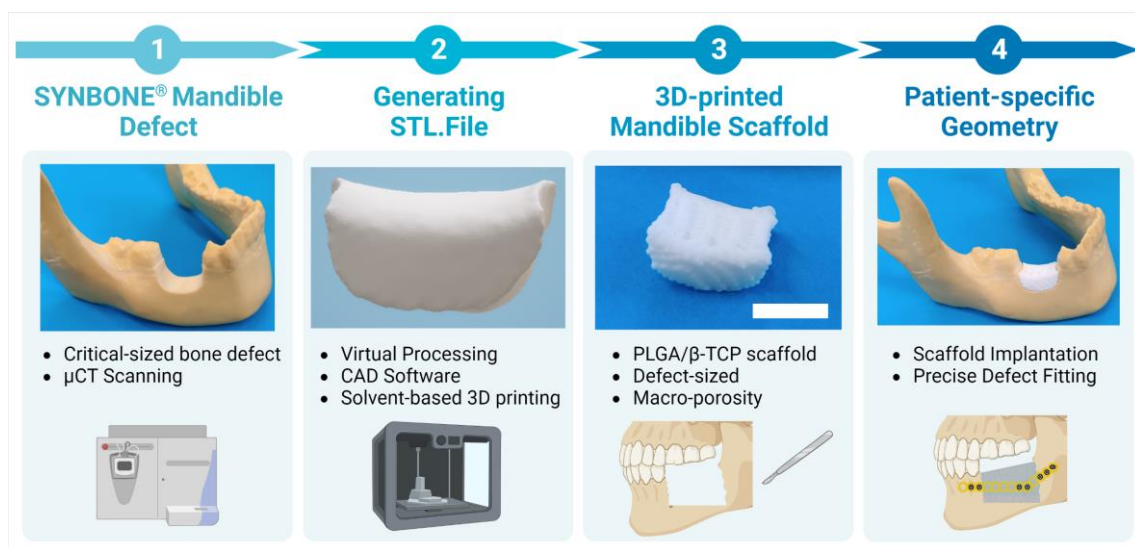 1
SYNBONE® Mandible
Defect
• Critical-sized bone defect
• µCT Scanning
2
Generating
STL.File
• Virtual Processing
• CAD Software
• Solvent-based 3D printing
3
3D-printed
Mandible Scaffold
• PLGA/β-TCP scaffold
• Defect-sized
• Macro-porosity
4
Patient-specific
Geometry
• Scaffold Implantation
• Precise Defect Fitting